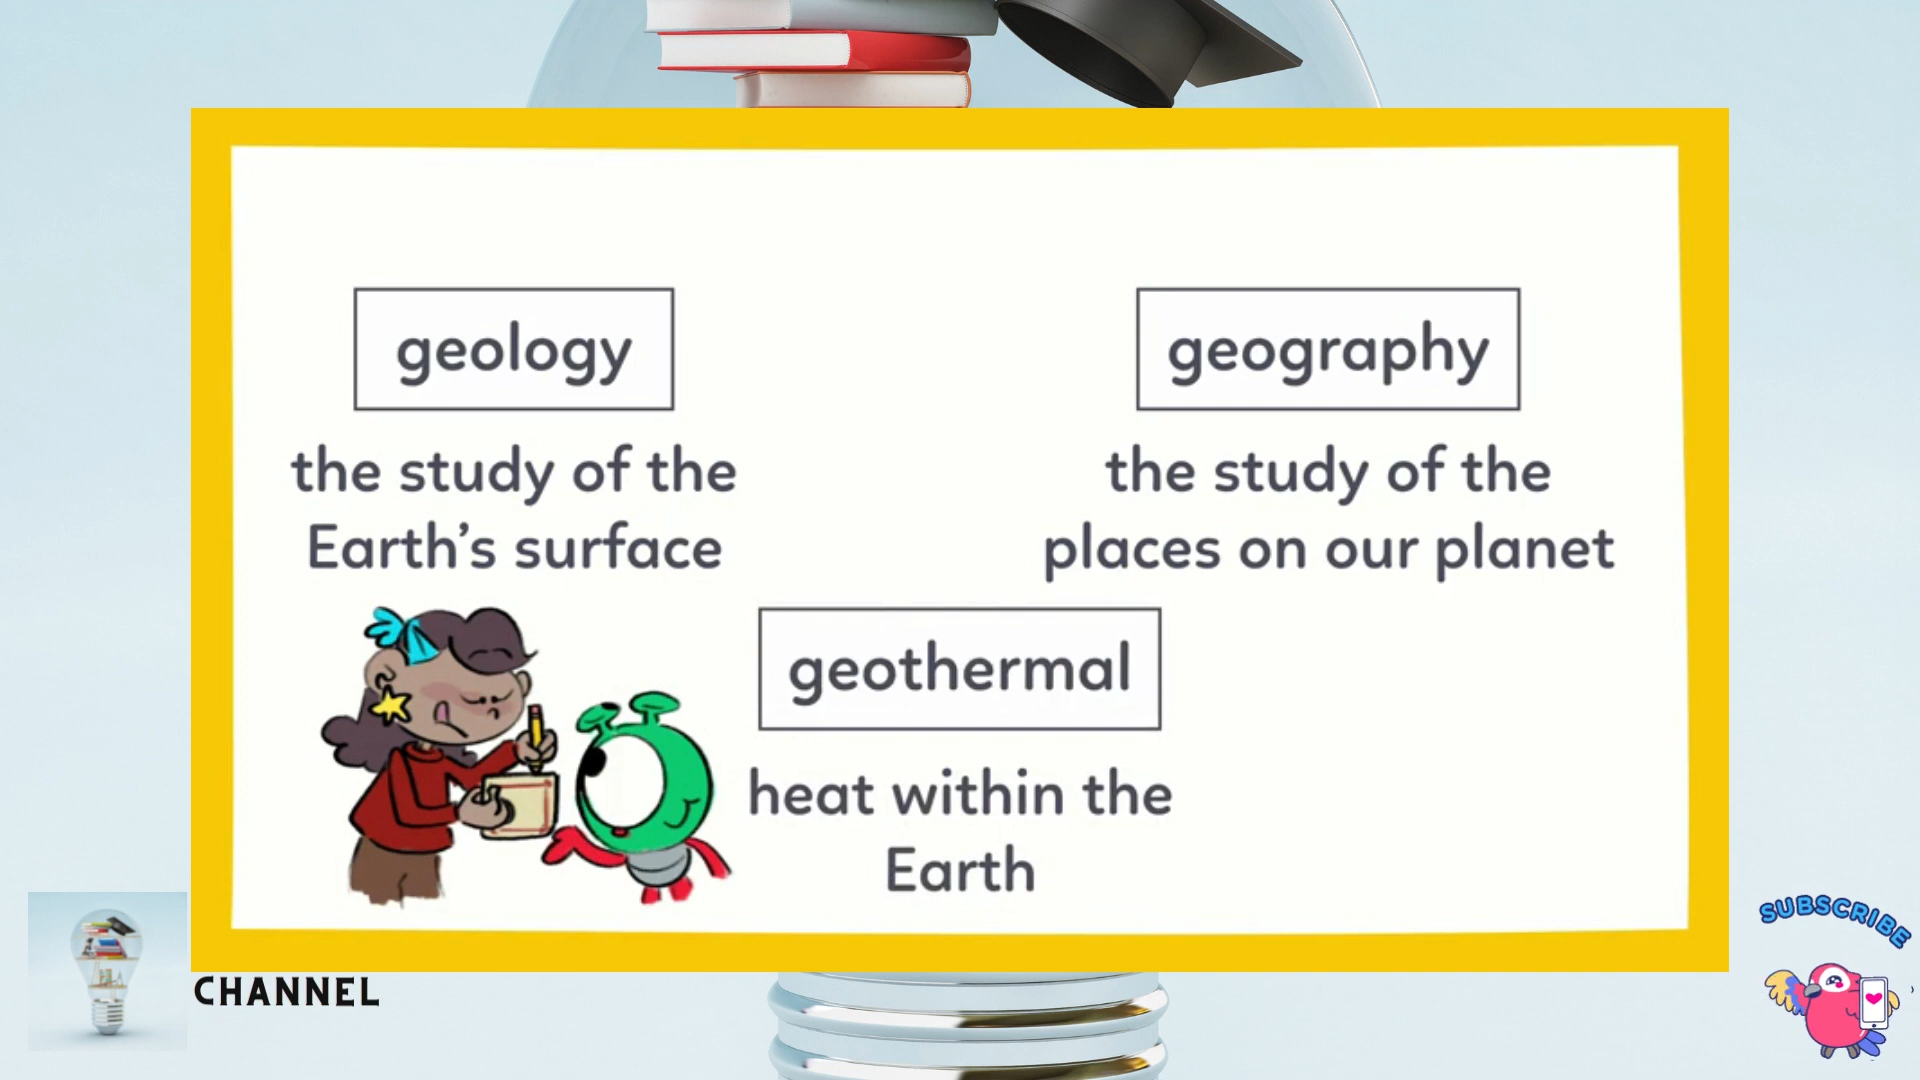 geology
the study of the
Earth's surface
geography
the study of the
places on our planet
geothermal
heat within the
Earth
CHANNEL
SUBSCRIBE